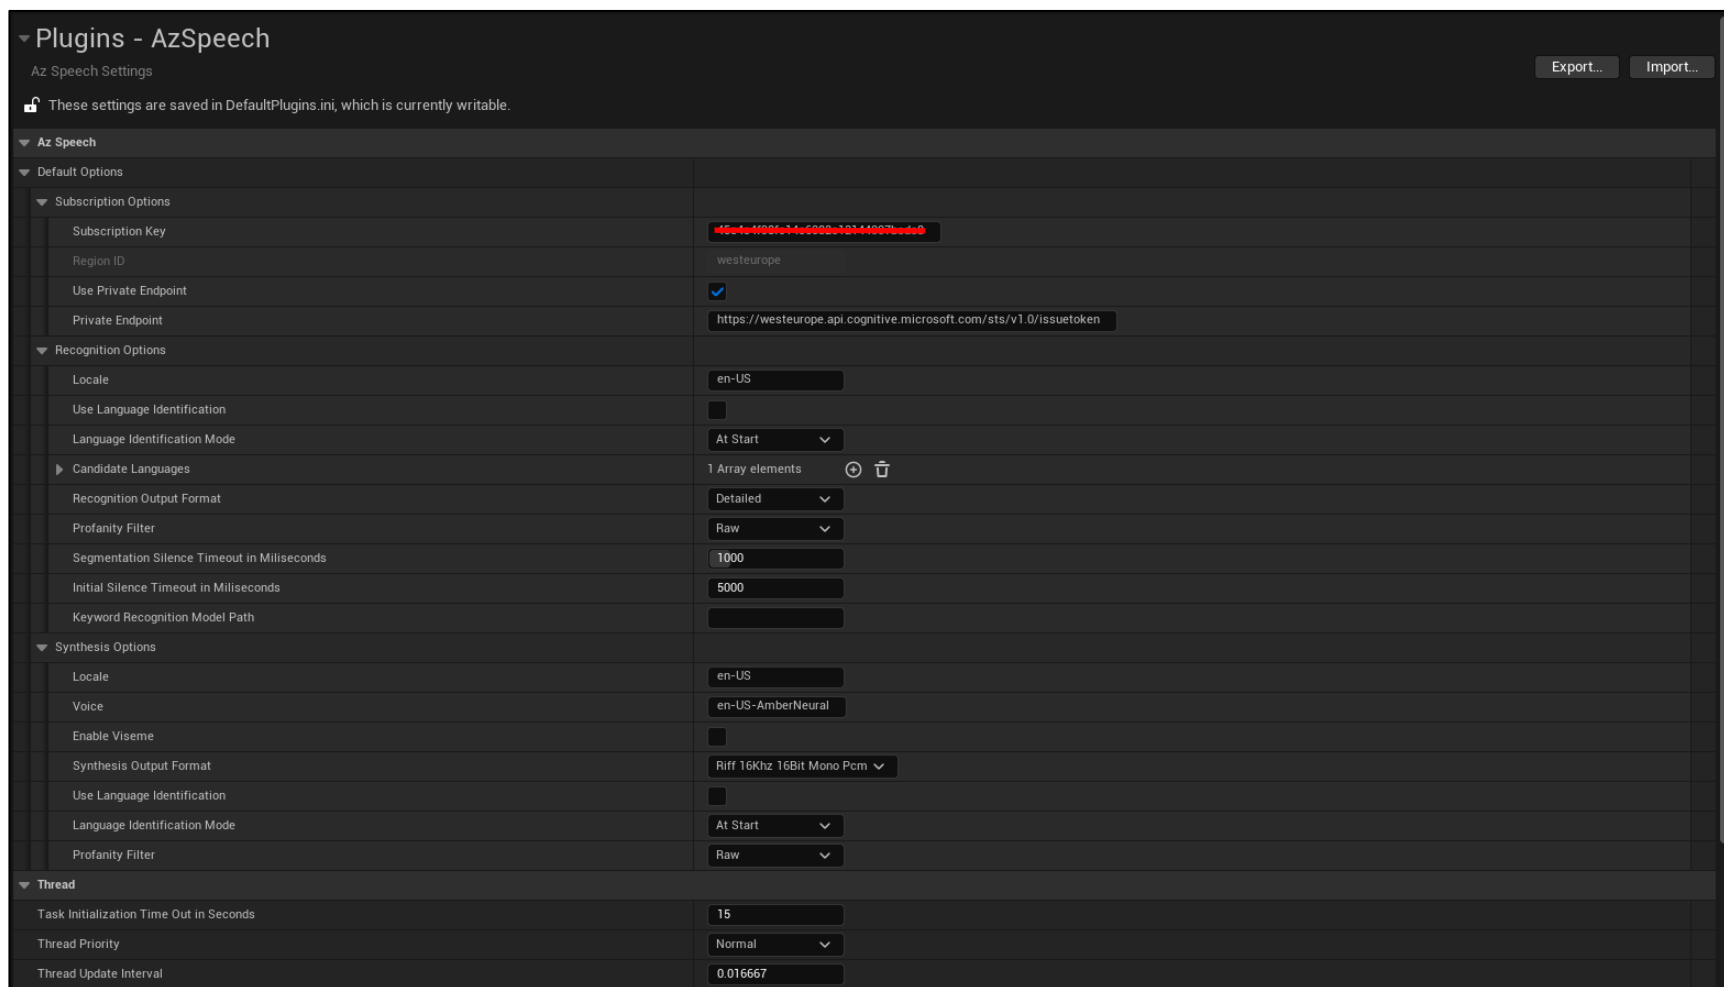 Plugins - AzSpeech
Az Speech Settings
Export...
Import...
These settings are saved in DefaultPlugins.ini, which is currently writable.
Az Speech
Default Options
Subscription Options
Subscription Key
Region ID westeurope
Use Private Endpoint
Private Endpoint https://westeurope.api.cognitive.microsoft.com/sts/v1.0/issuetoken
Recognition Options
Locale en-US
Use Language Identification
Language Identification Mode At Start
Candidate Languages 1 Array elements
Recognition Output Format Detailed
Profanity Filter Raw
Segmentation Silence Timeout in Miliseconds 1000
Initial Silence Timeout in Miliseconds 5000
Keyword Recognition Model Path
Synthesis Options
Locale en-US
Voice en-US-AmberNeural
Enable Viseme
Synthesis Output Format Riff 16Khz 16Bit Mono Pcm
Use Language Identification
Language Identification Mode At Start
Profanity Filter Raw
Thread
Task Initialization Time Out in Seconds 15
Thread Priority Normal
Thread Update Interval 0.016667